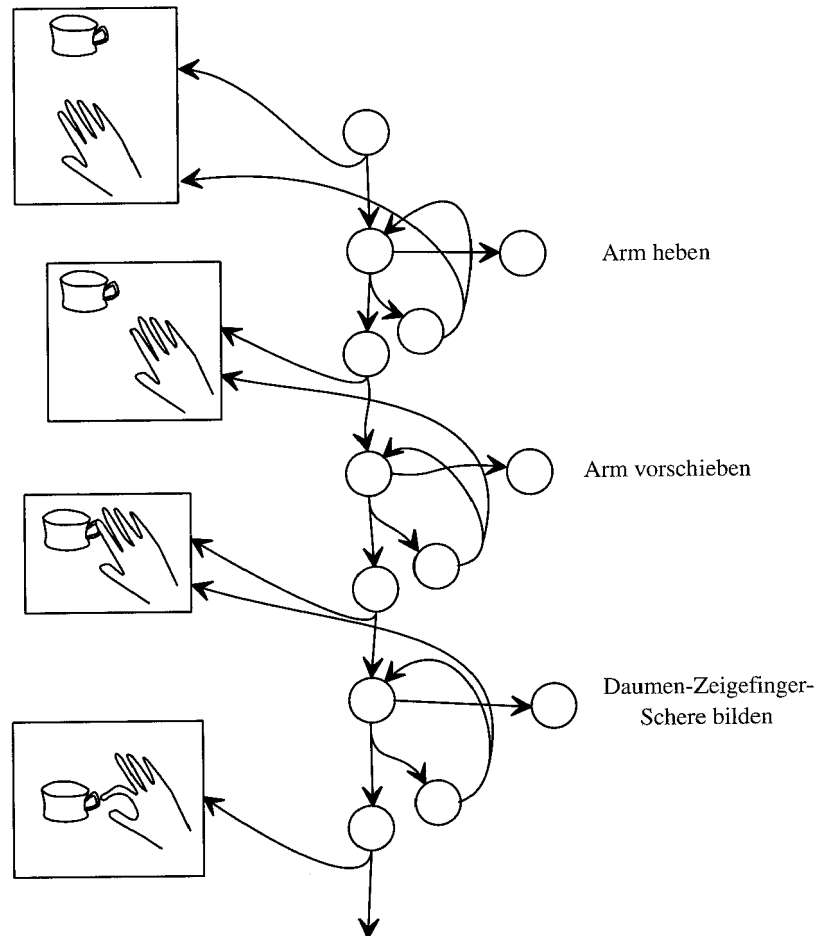 Arm heben
Arm vorschieben
Daumen-Zeigefinger-
Schere bilden